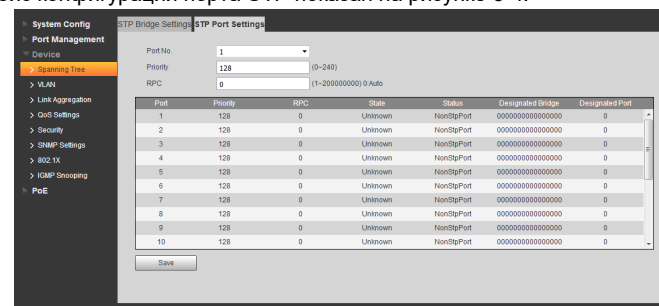 конфигурации порта STP показан на рисунке
System Config
Port Management
Device
> Spanning Tree
> VLAN
> Link Aggregation
> QoS Settings
> Security
> SNMP Settings
> 802.1X
> IGMP Snooping
PoE
STP Bridge Settings STP Port Settings
Port No. 1
Priority 128 (0~240)
RPC 0 (1~200000000) 0:Auto
Port Priority RPC State Status Designated Bridge Designated Port
1 128 0 Unknown NonStpPort 0000000000000000 0
2 128 0 Unknown NonStpPort 0000000000000000 0
3 128 0 Unknown NonStpPort 0000000000000000 0
4 128 0 Unknown NonStpPort 0000000000000000 0
5 128 0 Unknown NonStpPort 0000000000000000 0
6 128 0 Unknown NonStpPort 0000000000000000 0
7 128 0 Unknown NonStpPort 0000000000000000 0
8 128 0 Unknown NonStpPort 0000000000000000 0
9 128 0 Unknown NonStpPort 0000000000000000 0
10 128 0 Unknown NonStpPort 0000000000000000 0
Save